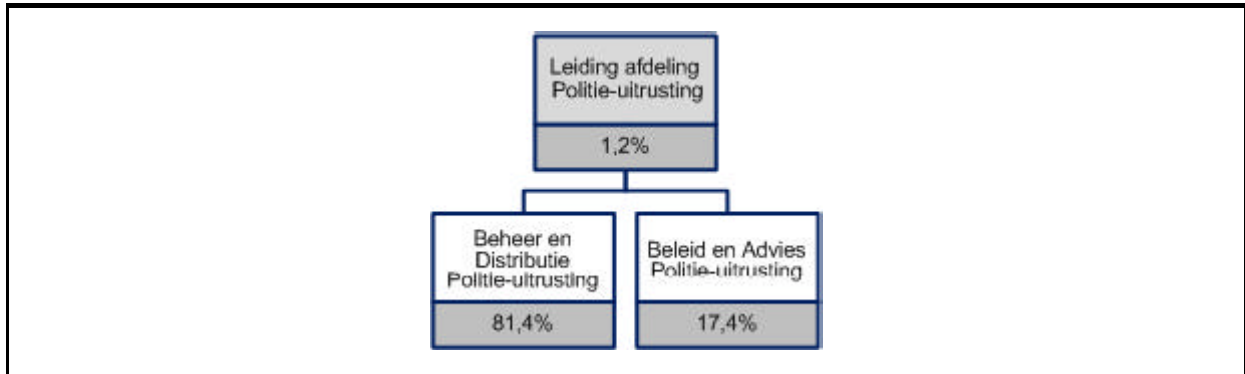 Leiding afdeling
Politie-uitrusting
1,2%
Beheer en
Distributie
Politie-uitrusting
81,4%
Beleid en Advies
Politie-uitrusting
17,4%